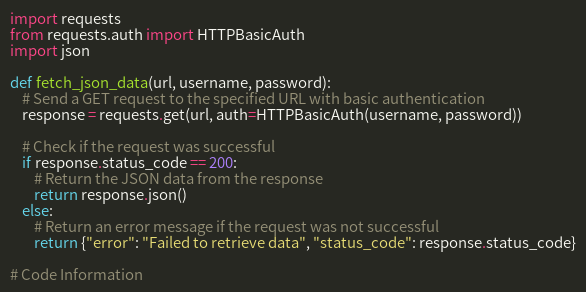 import requests
from requests.auth import HTTPBasicAuth
import json
def fetch_json_data(url, username, password):
# Send a GET request to the specified URL with basic authentication
response = requests.get(url, auth=HTTPBasicAuth(username, password))
# Check if the request was successful
if response.status_code == 200:
# Return the JSON data from the response
return response.json()
else:
# Return an error message if the request was not successful
return {"error": "Failed to retrieve data", "status_code": response.status_code}
# Code Information